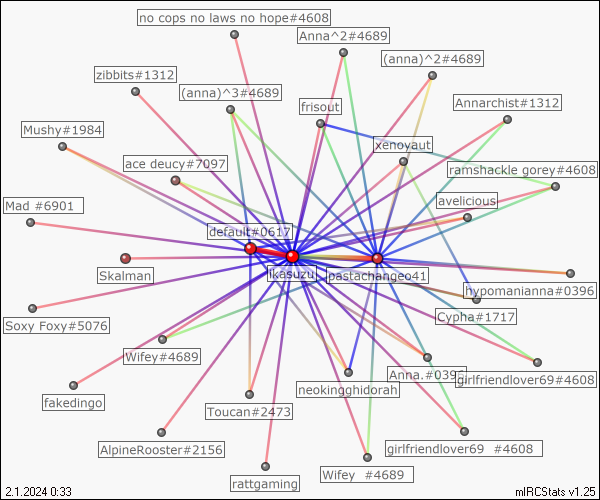 no cops no laws no hope#4608
Anna^2#4689
(anna)^2#4689
zibbits#1312
(anna)^3#4689
frisout
Annarchist#1312
Mushy#1984
xenoyaut
ace deucy#7097
ramshackle gorey#4608
Mad #6901
avelicious
default#0617
Skalman
ikasuzu
pastachangeo41
hypomanianna#0396
Soxy Foxy#5076
Cypha#1717
Wifey#4689
Anna.#039
girlfriendlover69#4608
fakedingo
neokingghidorah
Toucan#2473
AlpineRooster#2156
girlfriendlover69 #4608
rattgaming
Wifey #4689
2.1.2024 0:33
mIRCStats v1.25